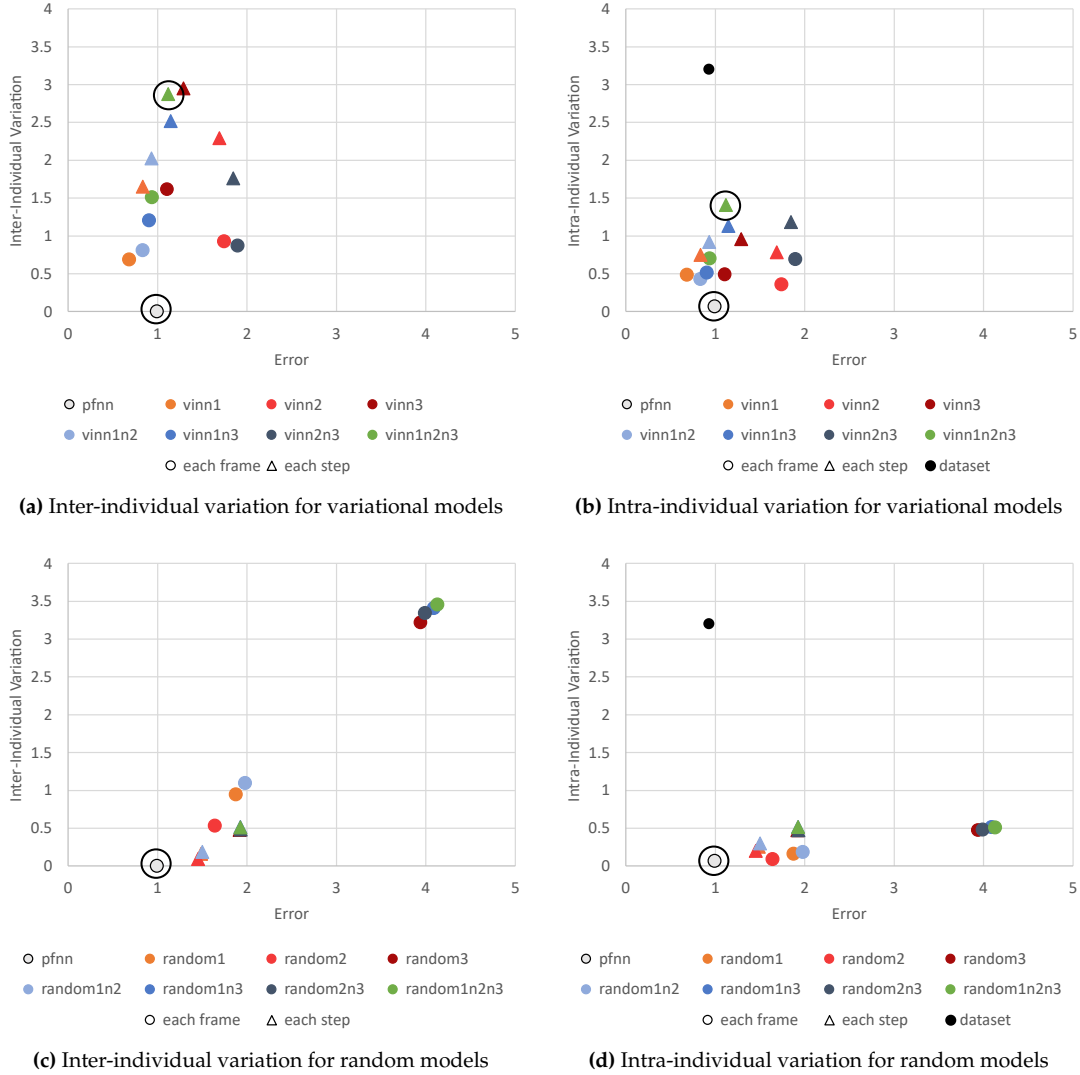 4
3.5
3
2.5
2
1.5
1
0.5
0
Inter-Individual Variation
0 1 2 3 4 5
Error
pfnn vinn1 vinn2 vinn3
vinn1n2 vinn1n3 vinn2n3 vinn1n2n3
each frame each step
(a) Inter-individual variation for variational models
4
3.5
3
2.5
2
1.5
1
0.5
0
Intra-Individual Variation
0 1 2 3 4 5
Error
pfnn vinn1 vinn2 vinn3
vinn1n2 vinn1n3 vinn2n3 vinn1n2n3
each frame each step dataset
(b) Intra-individual variation for variational models
4
3.5
3
2.5
2
1.5
1
0.5
0
Inter-Individual Variation
0 1 2 3 4 5
Error
pfnn random1 random2 random3
random1n2 random1n3 random2n3 random1n2n3
each frame each step
(c) Inter-individual variation for random models
4
3.5
3
2.5
2
1.5
1
0.5
0
Intra-Individual Variation
0 1 2 3 4 5
Error
pfnn random1 random2 random3
random1n2 random1n3 random2n3 random1n2n3
each frame each step dataset
(d) Intra-individual variation for random models